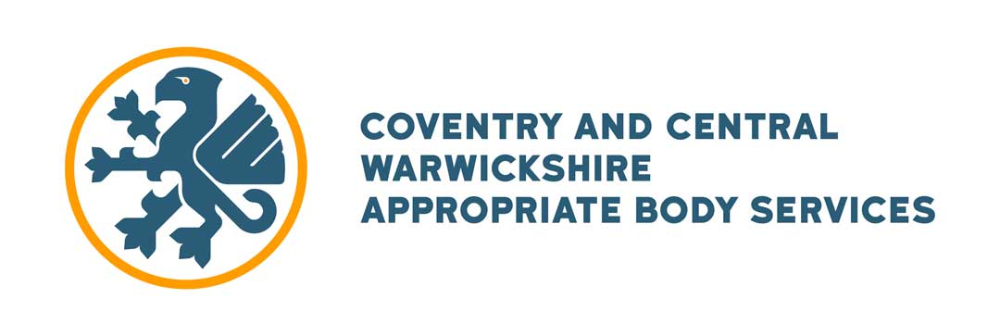 COVENTRY AND CENTRAL
WARWICKSHIRE
APPROPRIATE BODY SERVICES